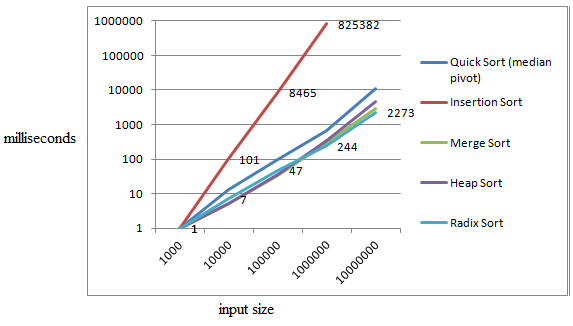 1000000
825382
100000
10000
8465
1000
2273
100
101
244
47
10
7
1
1
milliseconds
1000
10000
100000
1000000
10000000
input size
Quick Sort (median
pivot)
Insertion Sort
Merge Sort
Heap Sort
Radix Sort